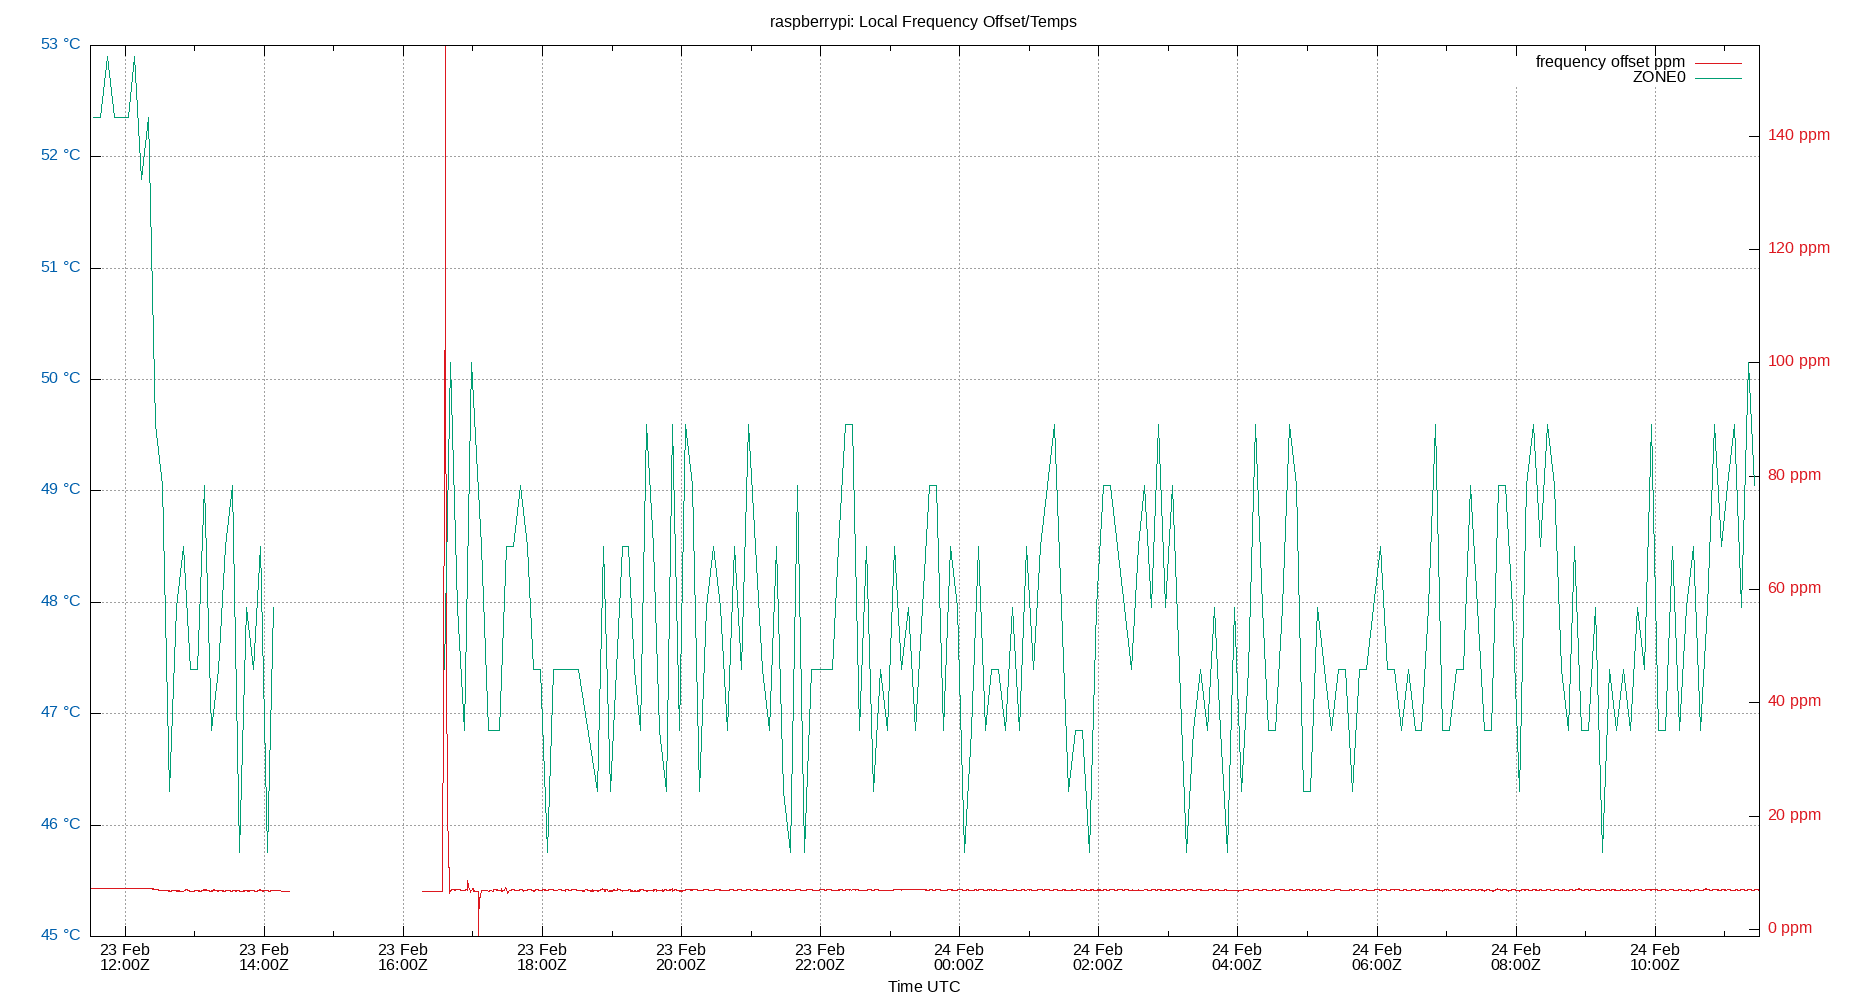 raspberrypi: Local Frequency Offset/Temps
53 °C
52 °C
51 °C
50 °C
49 °C
48 °C
47 °C
46 °C
45 °C
frequency offset ppm
ZONE0
140 ppm
120 ppm
100 ppm
80 ppm
60 ppm
40 ppm
20 ppm
0 ppm
23 Feb
12:00Z
23 Feb
14:00Z
23 Feb
16:00Z
23 Feb
18:00Z
23 Feb
20:00Z
23 Feb
22:00Z
24 Feb
00:00Z
24 Feb
02:00Z
24 Feb
04:00Z
24 Feb
06:00Z
24 Feb
08:00Z
24 Feb
10:00Z
Time UTC